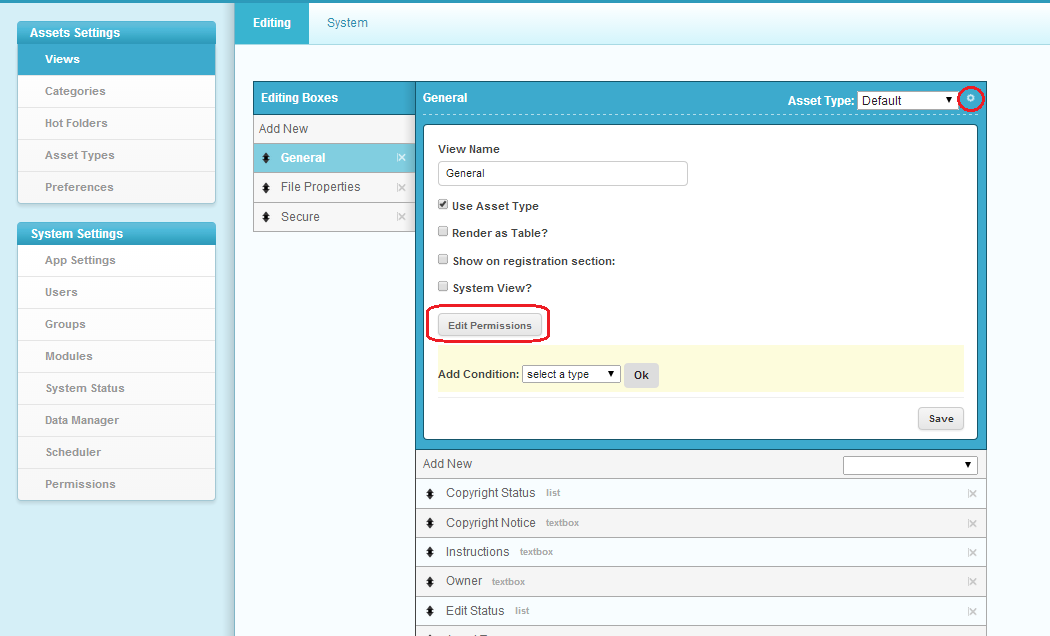 Assets Settings
Views
Categories
Hot Folders
Asset Types
Preferences
System Settings
App Settings
Users
Groups
Modules
System Status
Data Manager
Scheduler
Permissions
Editing System
Editing Boxes
Add New
General
File Properties
Secure
General Asset Type: Default
View Name
General
Use Asset Type
Render as Table?
Show on registration section:
System View?
Edit Permissions
Add Condition: select a type Ok
Save
Add New
Copyright Status list
Copyright Notice textbox
Instructions textbox
Owner textbox
Edit Status list